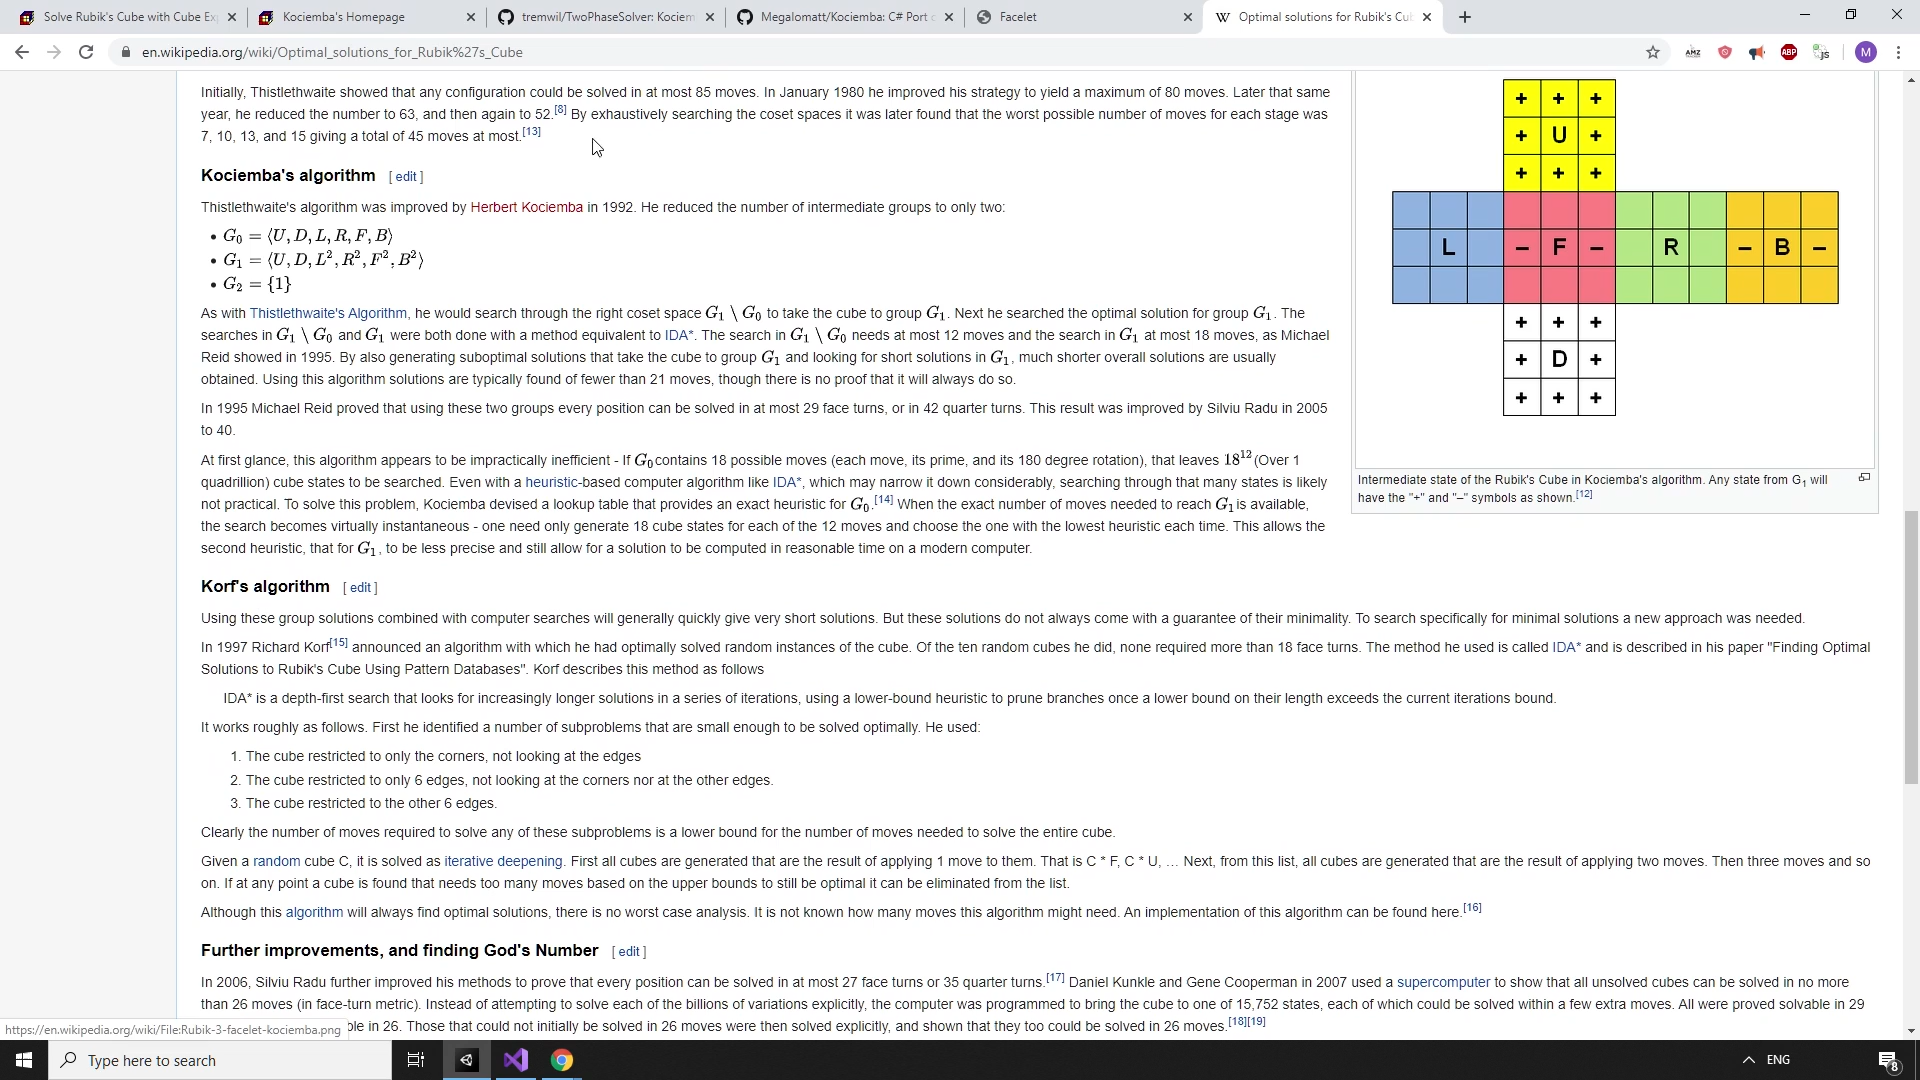 Solve Rubik's Cube with Cube Ex
Kociemba's Homepage
tremwil/TwoPhaseSolver: Kociem
Megalomatt/Kociemba: C# Port o
Facelet
Optimal solutions for Rubik's Cu
en.wikipedia.org/wiki/Optimal_solutions_for_Rubik%27s_Cube
AMZ
ABP
JS
M
Initially, Thistlethwaite showed that any configuration could be solved in at most 85 moves. In January 1980 he improved his strategy to yield a maximum of 80 moves. Later that same
year, he reduced the number to 63, and then again to 52.[8] By exhaustively searching the coset spaces it was later found that the worst possible number of moves for each stage was
7, 10, 13, and 15 giving a total of 45 moves at most.[13]
Kociemba's algorithm [ edit ]
Thistlethwaite's algorithm was improved by Herbert Kociemba in 1992. He reduced the number of intermediate groups to only two:
• G₀ = ⟨U, D, L, R, F, B⟩
• G₁ = ⟨U, D, L², R², F², B²⟩
• G₂ = {1}
As with Thistlethwaite's Algorithm, he would search through the right coset space G₁ \ G₀ to take the cube to group G₁. Next he searched the optimal solution for group G₁. The
searches in G₁ \ G₀ and G₁ were both done with a method equivalent to IDA*. The search in G₁ \ G₀ needs at most 12 moves and the search in G₁ at most 18 moves, as Michael
Reid showed in 1995. By also generating suboptimal solutions that take the cube to group G₁ and looking for short solutions in G₁, much shorter overall solutions are usually
obtained. Using this algorithm solutions are typically found of fewer than 21 moves, though there is no proof that it will always do so.
In 1995 Michael Reid proved that using these two groups every position can be solved in at most 29 face turns, or in 42 quarter turns. This result was improved by Silviu Radu in 2005
to 40.
At first glance, this algorithm appears to be impractically inefficient - If G₀ contains 18 possible moves (each move, its prime, and its 180 degree rotation), that leaves 18¹² (Over 1
quadrillion) cube states to be searched. Even with a heuristic-based computer algorithm like IDA*, which may narrow it down considerably, searching through that many states is likely
not practical. To solve this problem, Kociemba devised a lookup table that provides an exact heuristic for G₀.[14] When the exact number of moves needed to reach G₁ is available,
the search becomes virtually instantaneous - one need only generate 18 cube states for each of the 12 moves and choose the one with the lowest heuristic each time. This allows the
second heuristic, that for G₁, to be less precise and still allow for a solution to be computed in reasonable time on a modern computer.
+ + +
+ U +
+ + +
L – F – R – B –
+ + +
+ D +
+ + +
Intermediate state of the Rubik's Cube in Kociemba's algorithm. Any state from G₁ will
have the "+" and "–" symbols as shown.[12]
Korf's algorithm [ edit ]
Using these group solutions combined with computer searches will generally quickly give very short solutions. But these solutions do not always come with a guarantee of their minimality. To search specifically for minimal solutions a new approach was needed.
In 1997 Richard Korf[15] announced an algorithm with which he had optimally solved random instances of the cube. Of the ten random cubes he did, none required more than 18 face turns. The method he used is called IDA* and is described in his paper "Finding Optimal
Solutions to Rubik's Cube Using Pattern Databases". Korf describes this method as follows
IDA* is a depth-first search that looks for increasingly longer solutions in a series of iterations, using a lower-bound heuristic to prune branches once a lower bound on their length exceeds the current iterations bound.
It works roughly as follows. First he identified a number of subproblems that are small enough to be solved optimally. He used:
1. The cube restricted to only the corners, not looking at the edges
2. The cube restricted to only 6 edges, not looking at the corners nor at the other edges.
3. The cube restricted to the other 6 edges.
Clearly the number of moves required to solve any of these subproblems is a lower bound for the number of moves needed to solve the entire cube.
Given a random cube C, it is solved as iterative deepening. First all cubes are generated that are the result of applying 1 move to them. That is C * F, C * U, … Next, from this list, all cubes are generated that are the result of applying two moves. Then three moves and so
on. If at any point a cube is found that needs too many moves based on the upper bounds to still be optimal it can be eliminated from the list.
Although this algorithm will always find optimal solutions, there is no worst case analysis. It is not known how many moves this algorithm might need. An implementation of this algorithm can be found here.[16]
Further improvements, and finding God's Number [ edit ]
In 2006, Silviu Radu further improved his methods to prove that every position can be solved in at most 27 face turns or 35 quarter turns.[17] Daniel Kunkle and Gene Cooperman in 2007 used a supercomputer to show that all unsolved cubes can be solved in no more
than 26 moves (in face-turn metric). Instead of attempting to solve each of the billions of variations explicitly, the computer was programmed to bring the cube to one of 15,752 states, each of which could be solved within a few extra moves. All were proved solvable in 29
https://en.wikipedia.org/wiki/File:Rubik-3-facelet-kociemba.png ble in 26. Those that could not initially be solved in 26 moves were then solved explicitly, and shown that they too could be solved in 26 moves.[18][19]
Type here to search
ENG
8